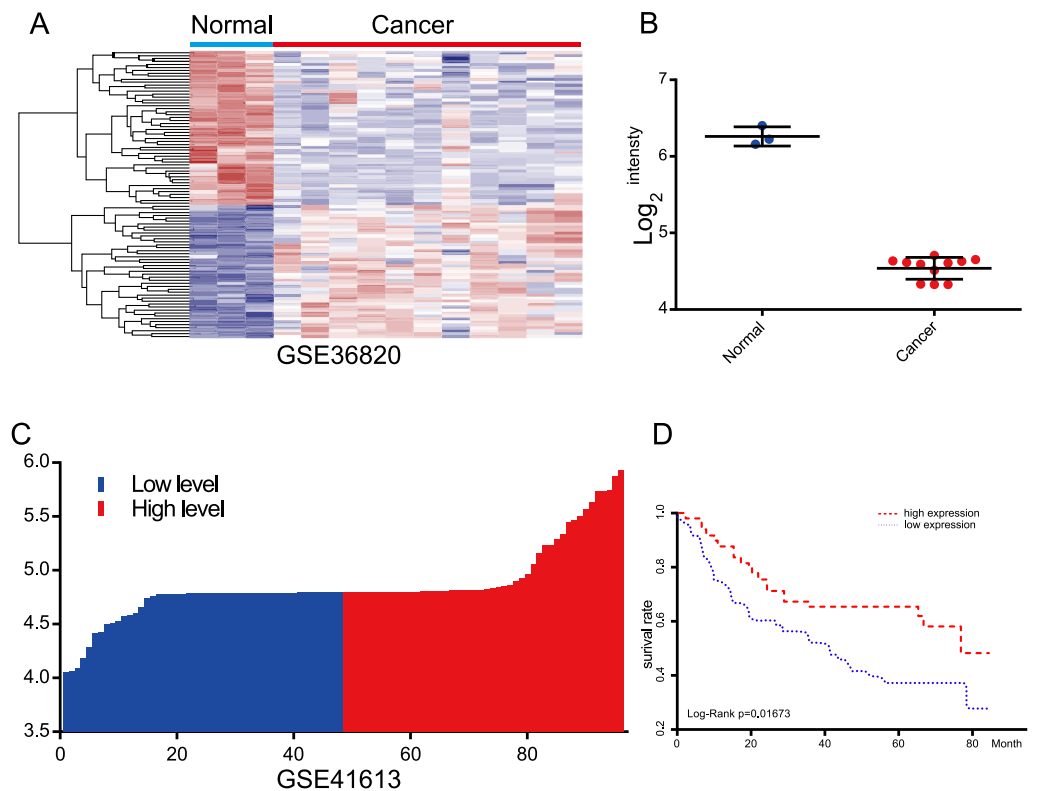 A
Normal Cancer
GSE36820
B
7
6
5
4
Log2 intensty
Normal
Cancer
C
6.0
5.5
5.0
4.5
4.0
3.5
Low level
High level
0 20 40 60 80
GSE41613
D
1.0
0.8
0.6
0.4
0.2
surival rate
high expression
low expression
Log-Rank p=0.01673
0 20 40 60 80 Month